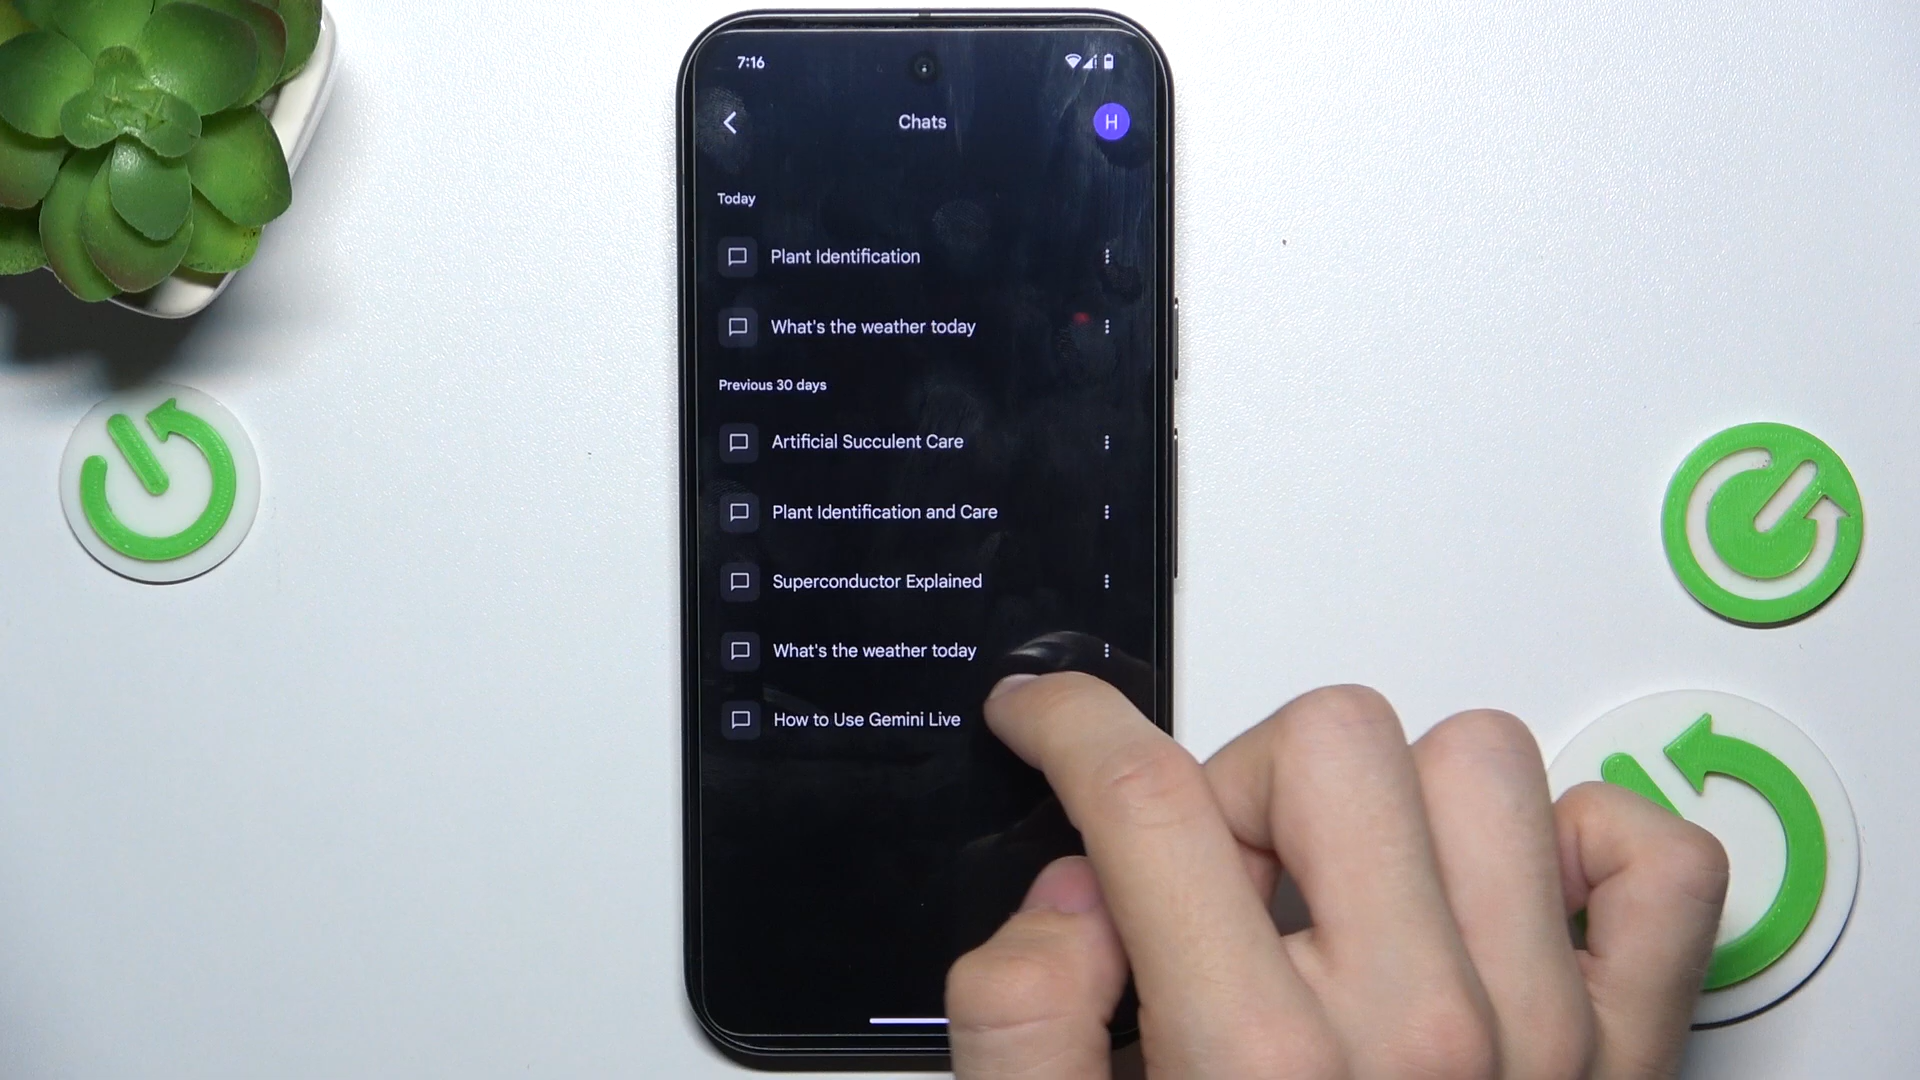 7:16
Chats
H
Today
Plant Identification
What's the weather today
Previous 30 days
Artificial Succulent Care
Plant Identification and Care
Superconductor Explained
What's the weather today
How to Use Gemini Live